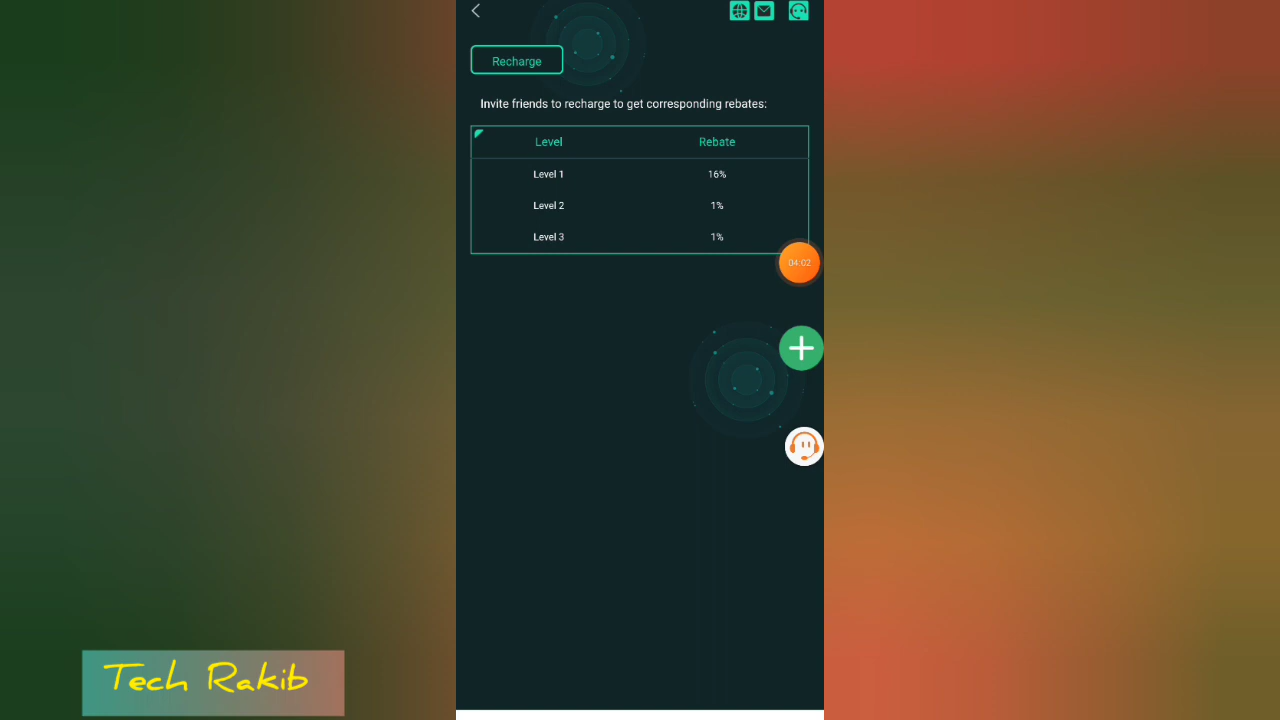 Recharge
Invite friends to recharge to get corresponding rebates:
Level Rebate
Level 1 16%
Level 2 1%
Level 3 1%
04:02
Tech Rakib